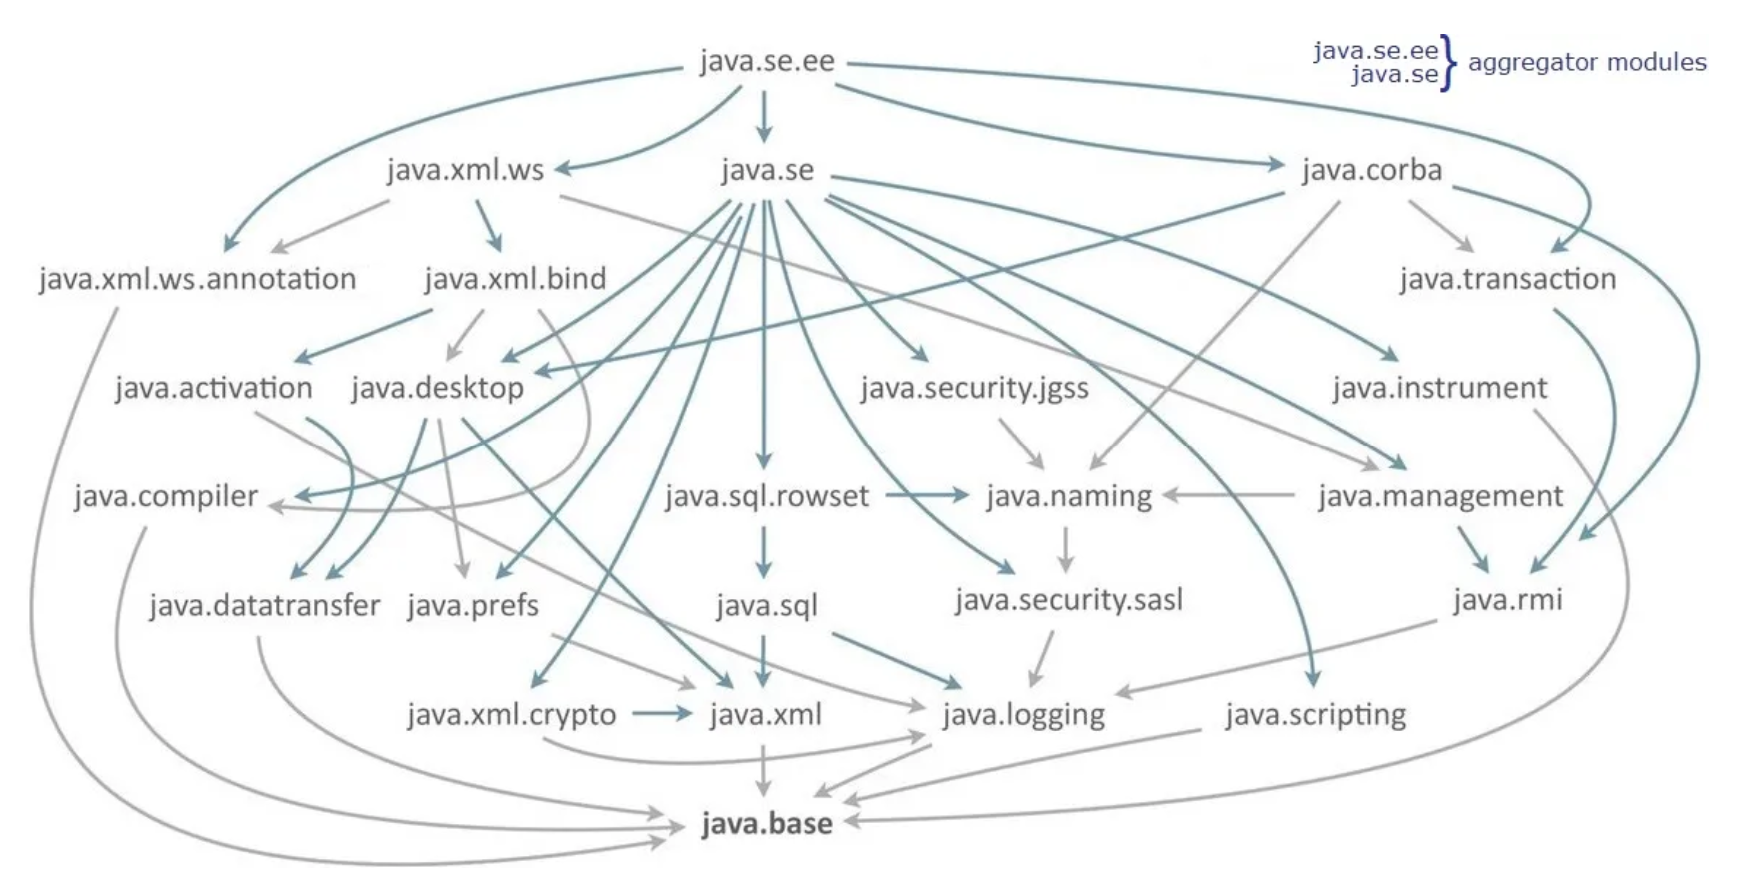 java.se.ee
java.se.ee
java.se
} aggregator modules
java.xml.ws
java.se
java.corba
java.xml.ws.annotation
java.xml.bind
java.transaction
java.activation
java.desktop
java.security.jgss
java.instrument
java.compiler
java.sql.rowset
java.naming
java.management
java.datatransfer
java.prefs
java.sql
java.security.sasl
java.rmi
java.xml.crypto
java.xml
java.logging
java.scripting
java.base